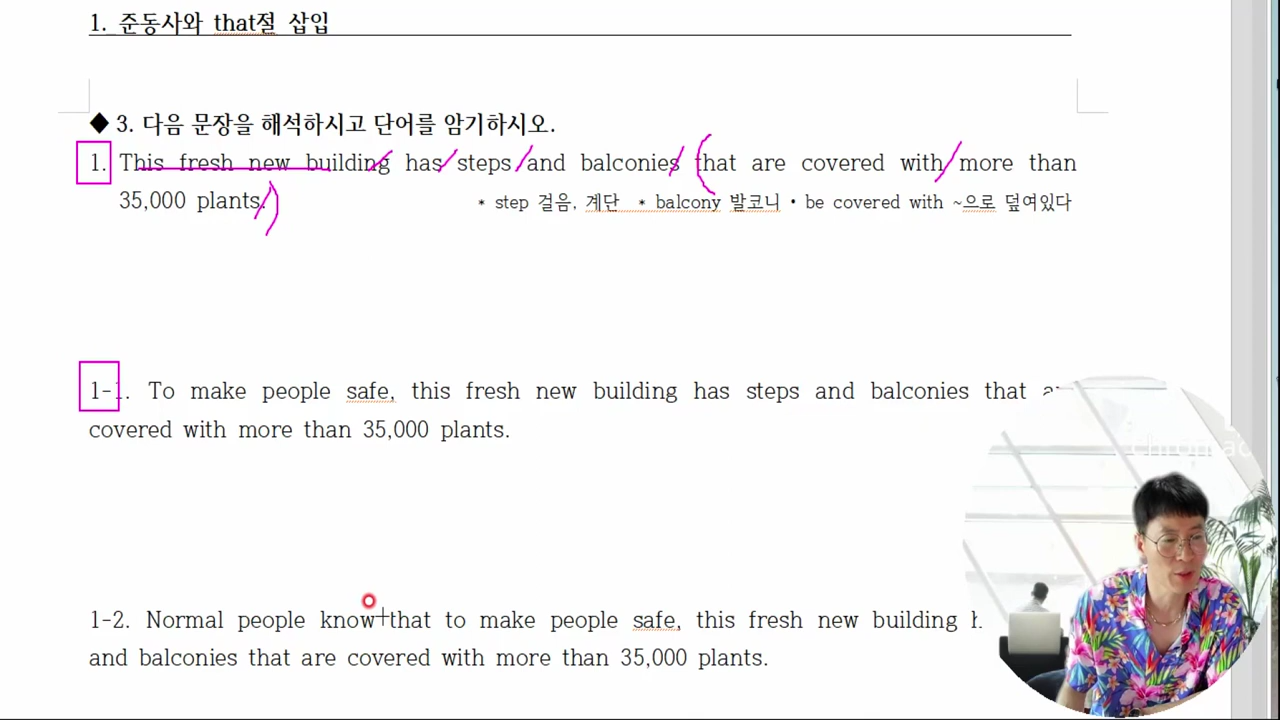 1. 준동사와 that절 삽입
◆ 3. 다음 문장을 해석하시고 단어를 암기하시오.
1. This fresh new building has steps and balconies that are covered with more than
35,000 plants.
* step 걸음, 계단 * balcony 발코니 • be covered with ~으로 덮여있다
1-1. To make people safe, this fresh new building has steps and balconies that
covered with more than 35,000 plants.
1-2. Normal people know that to make people safe, this fresh new building
and balconies that are covered with more than 35,000 plants.